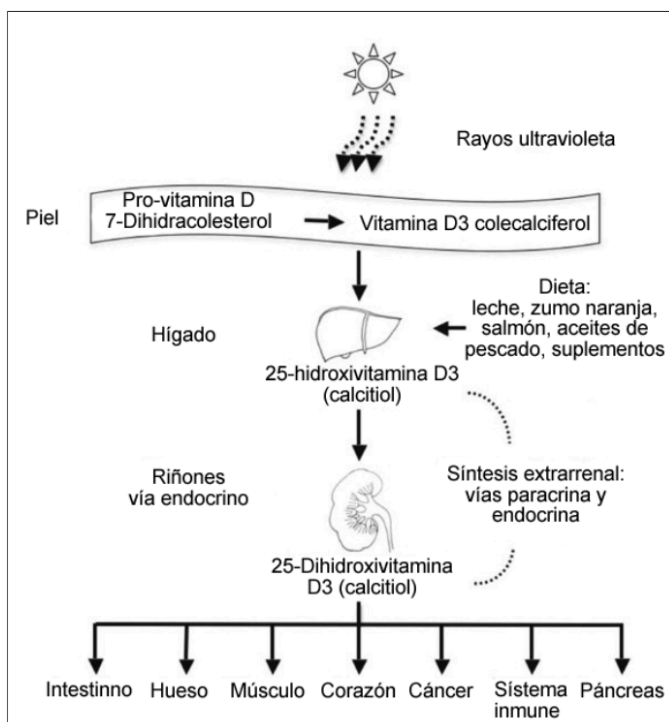 Rayos ultravioleta
Piel
Pro-vitamina D
7-Dihidracolesterol
Vitamina D3 colecalciferol
Dieta:
leche, zumo naranja,
salmón, aceites de
pescado, suplementos
Hígado
25-hidroxivitamina D3
(calcitiol)
Riñones
vía endocrino
Síntesis extrarrenal:
vías paracrina y
endocrina
25-Dihidroxivitamina
D3 (calcitiol)
Intestinno
Hueso
Músculo
Corazón
Cáncer
Sístema
inmune
Páncreas